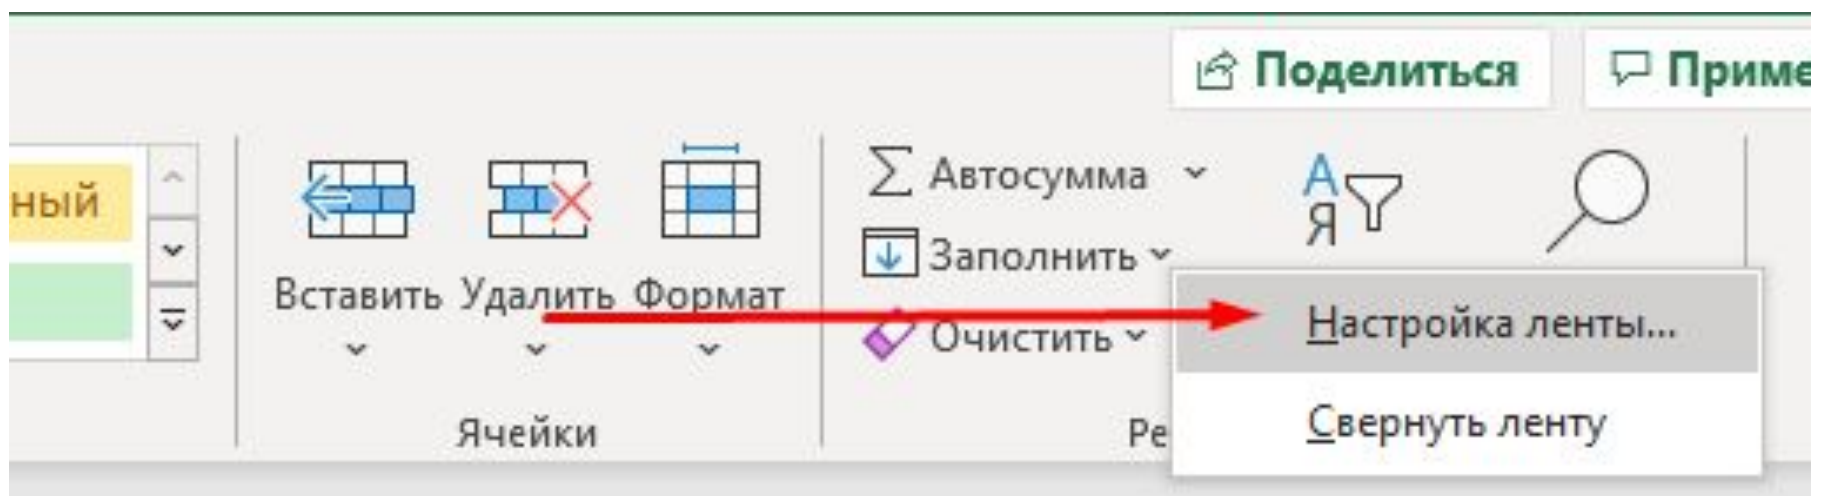 Поделиться
Приме
ный
Вставить Удалить Формат
Ячейки
Автосумма
Заполнить
Очистить
Ре
А
Я
Настройка ленты...
Свернуть ленту